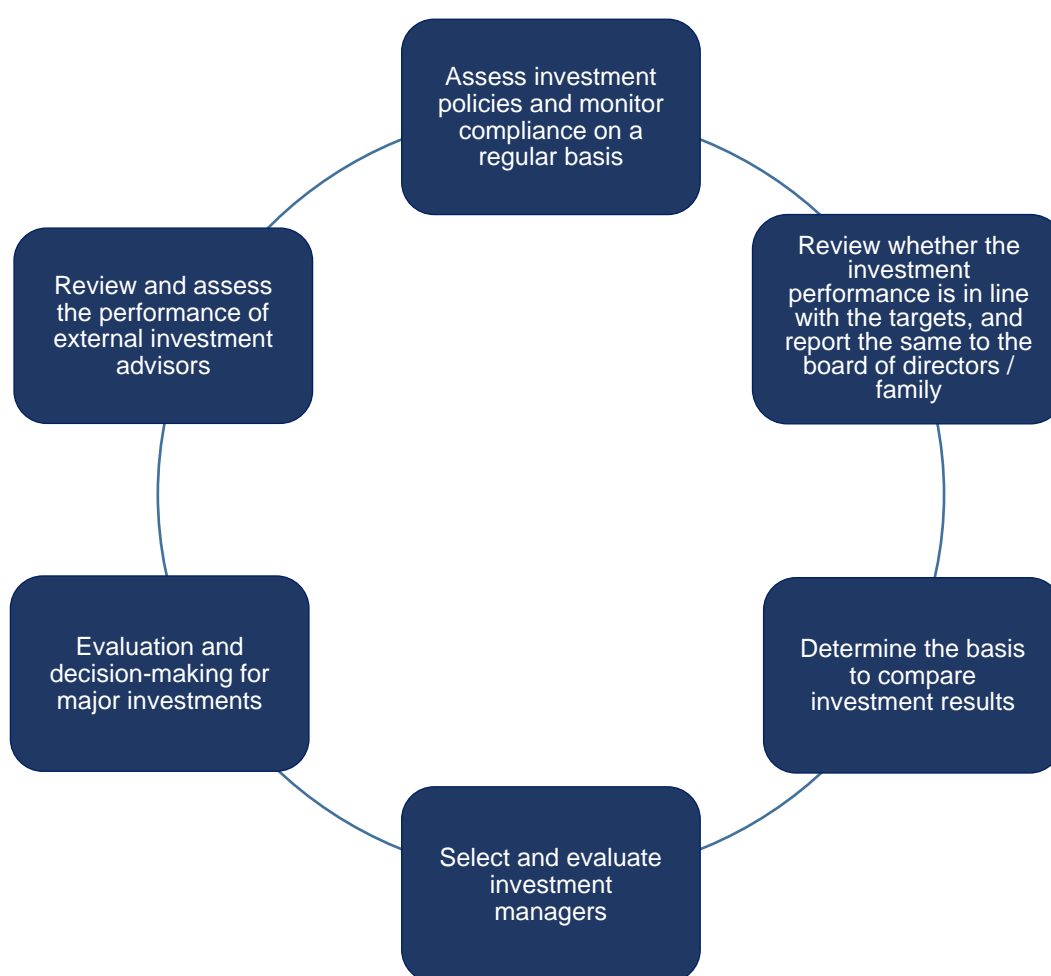 Assess investment
policies and monitor
compliance on a
regular basis
Review whether the
investment
performance is in line
with the targets, and
report the same to the
board of directors /
family
Determine the basis
to compare
investment results
Select and evaluate
investment
managers
Evaluation and
decision-making for
major investments
Review and assess
the performance of
external investment
advisors